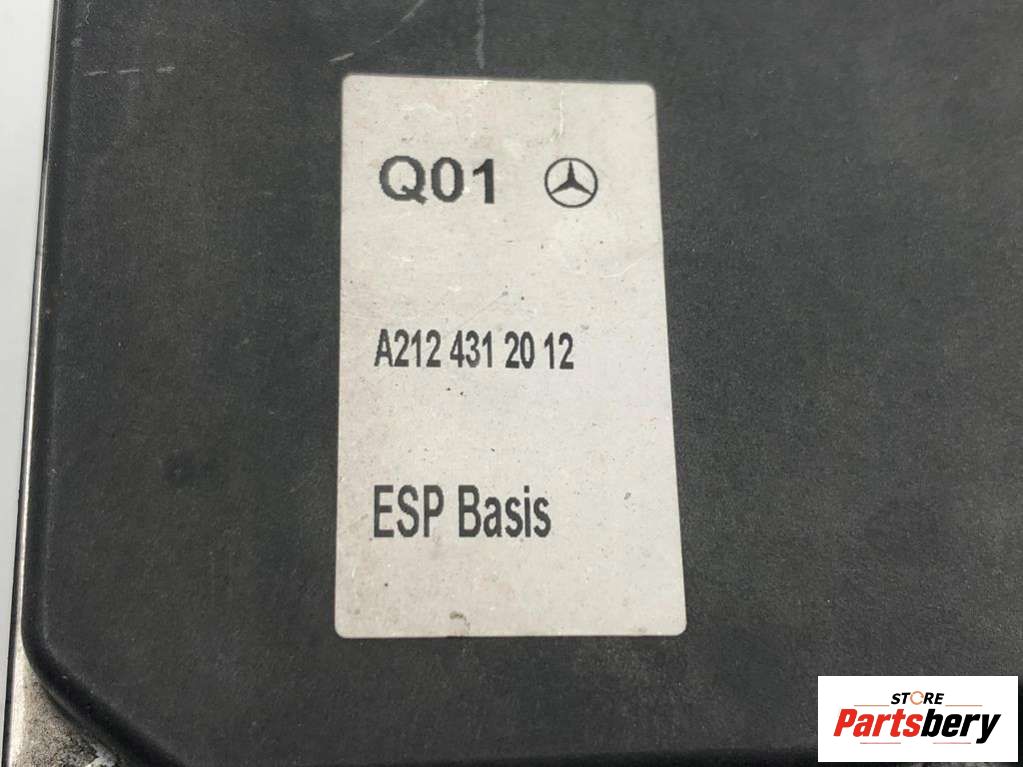 Q01
A212 431 20 12
ESP Basis
STORE
Partsbery